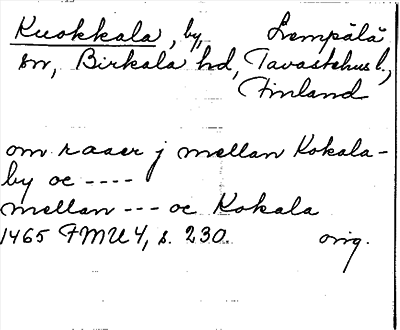 Kuokkala, by, Lempälä
sn, Birkala hd, Tavastehus l.,
Finland
om raaer j mellan Kokala-
by oc ----
mellan --- oc Kokala
1465 FMU 4, s. 230. orig.